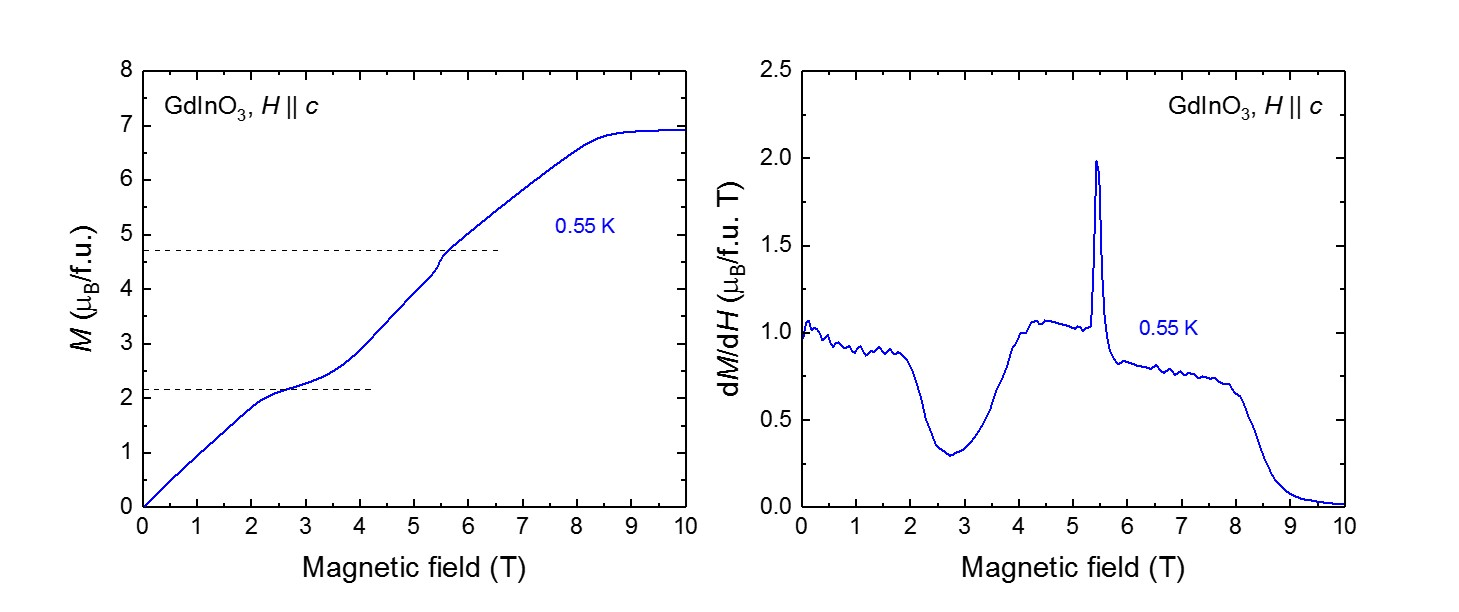 GdInO₃, H || c
0.55 K
M (μB/f.u.)
8
7
6
5
4
3
2
1
0
0 1 2 3 4 5 6 7 8 9 10
Magnetic field (T)
GdInO₃, H || c
0.55 K
dM/dH (μB/f.u. T)
2.5
2.0
1.5
1.0
0.5
0.0
0 1 2 3 4 5 6 7 8 9 10
Magnetic field (T)